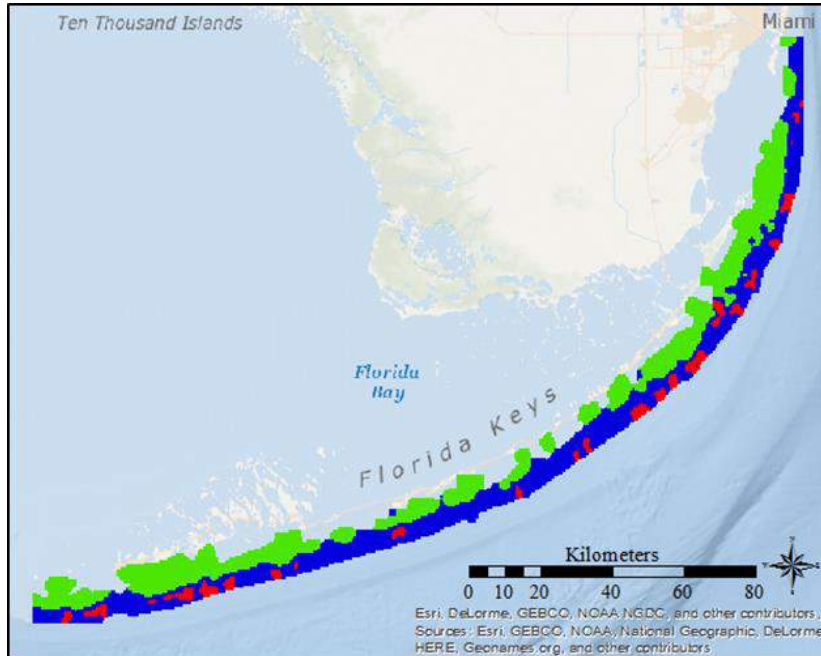 Ten Thousand Islands
Miami
Florida
Bay
Florida Keys
Kilometers
0 5 10 20 40 60 80
Esri, DeLorme, GEBCO, NOAA NGDC, and other contributors,
Sources: Esri, GEBCO, NOAA, National Geographic, DeLorme
HERE, Geonames.org, and other contributors